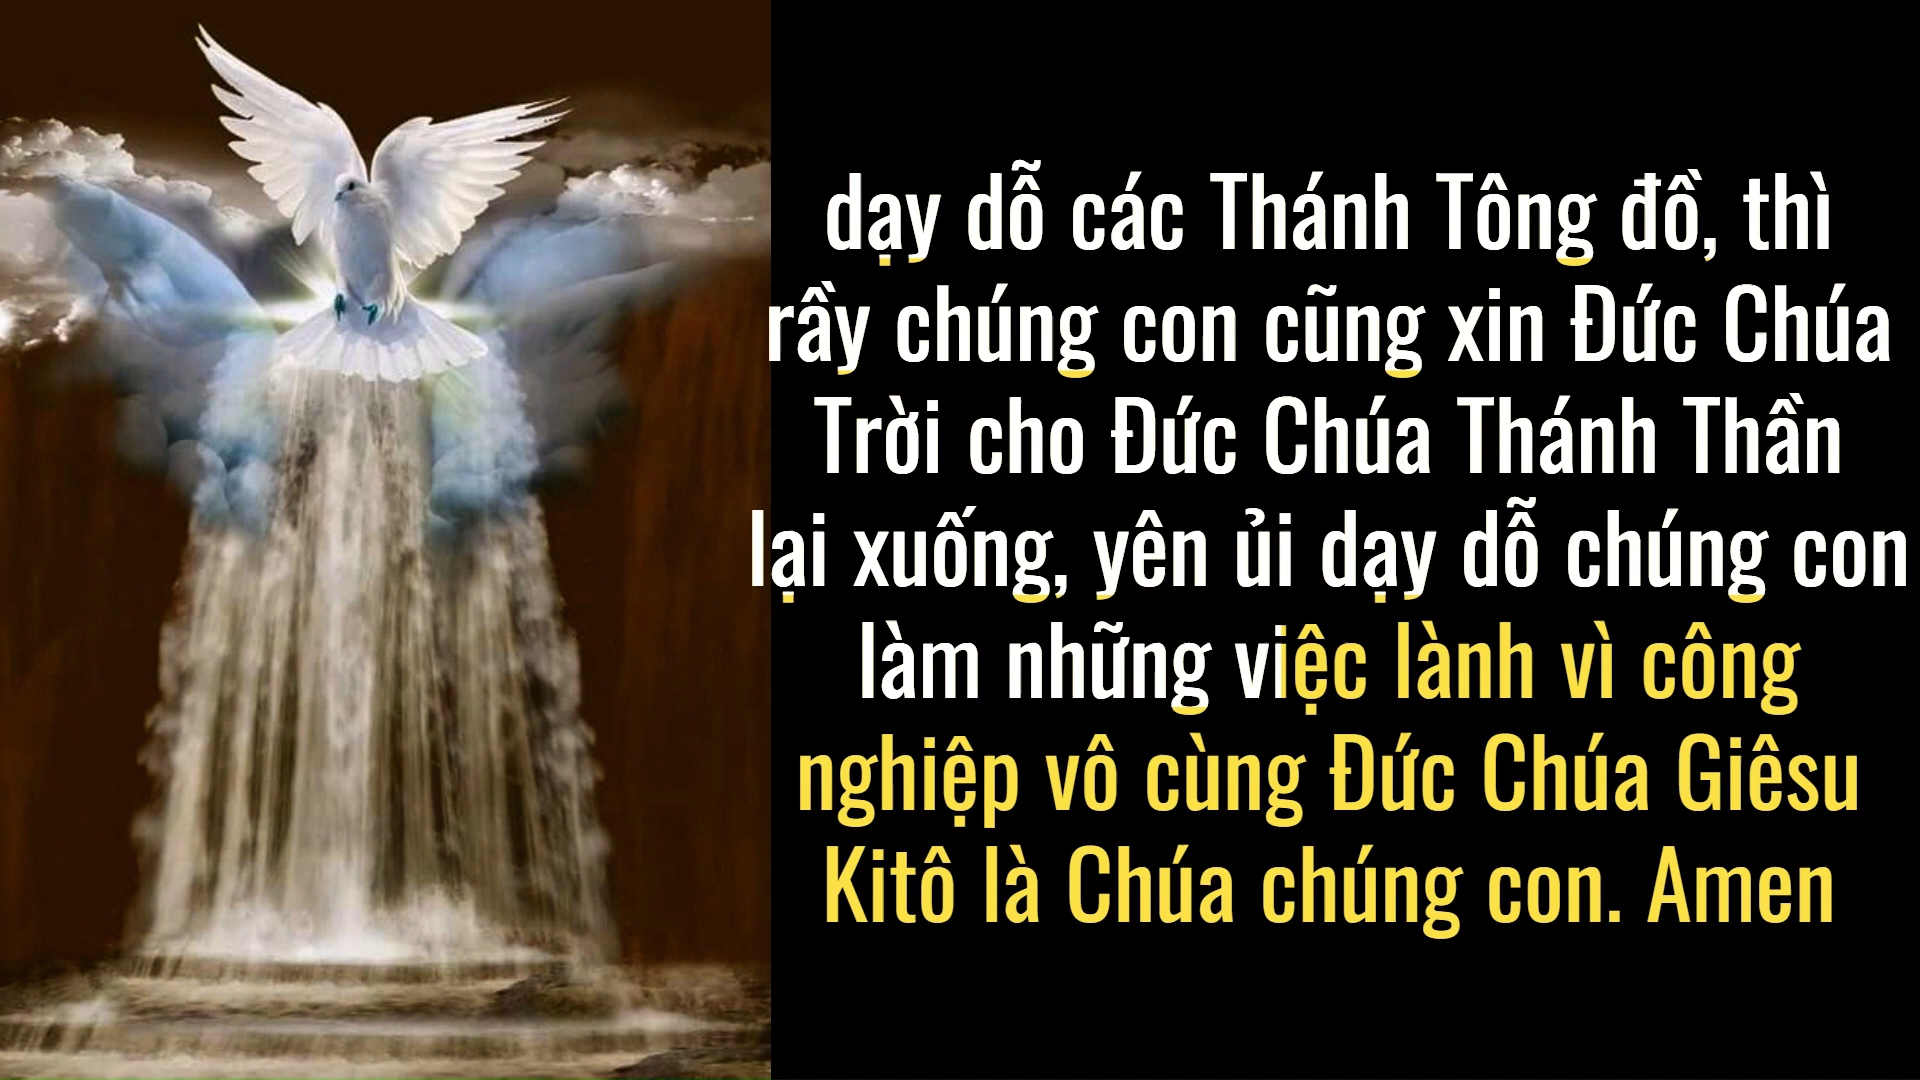 dạy dỗ các Thánh Tông đồ, thì
rầy chúng con cũng xin Đức Chúa
Trời cho Đức Chúa Thánh Thần
lại xuống, yên ủi dạy dỗ chúng con
làm những việc lành vì công
nghiệp vô cùng Đức Chúa Giêsu
Kitô là Chúa chúng con. Amen